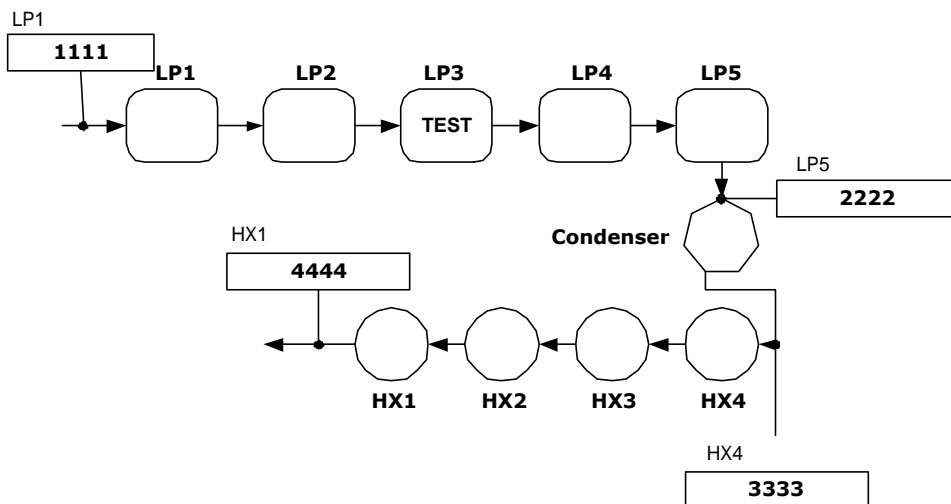 LP1
1111
LP1 LP2 LP3 LP4 LP5
TEST
LP5
2222
Condenser
HX1
4444
HX1 HX2 HX3 HX4
HX4
3333